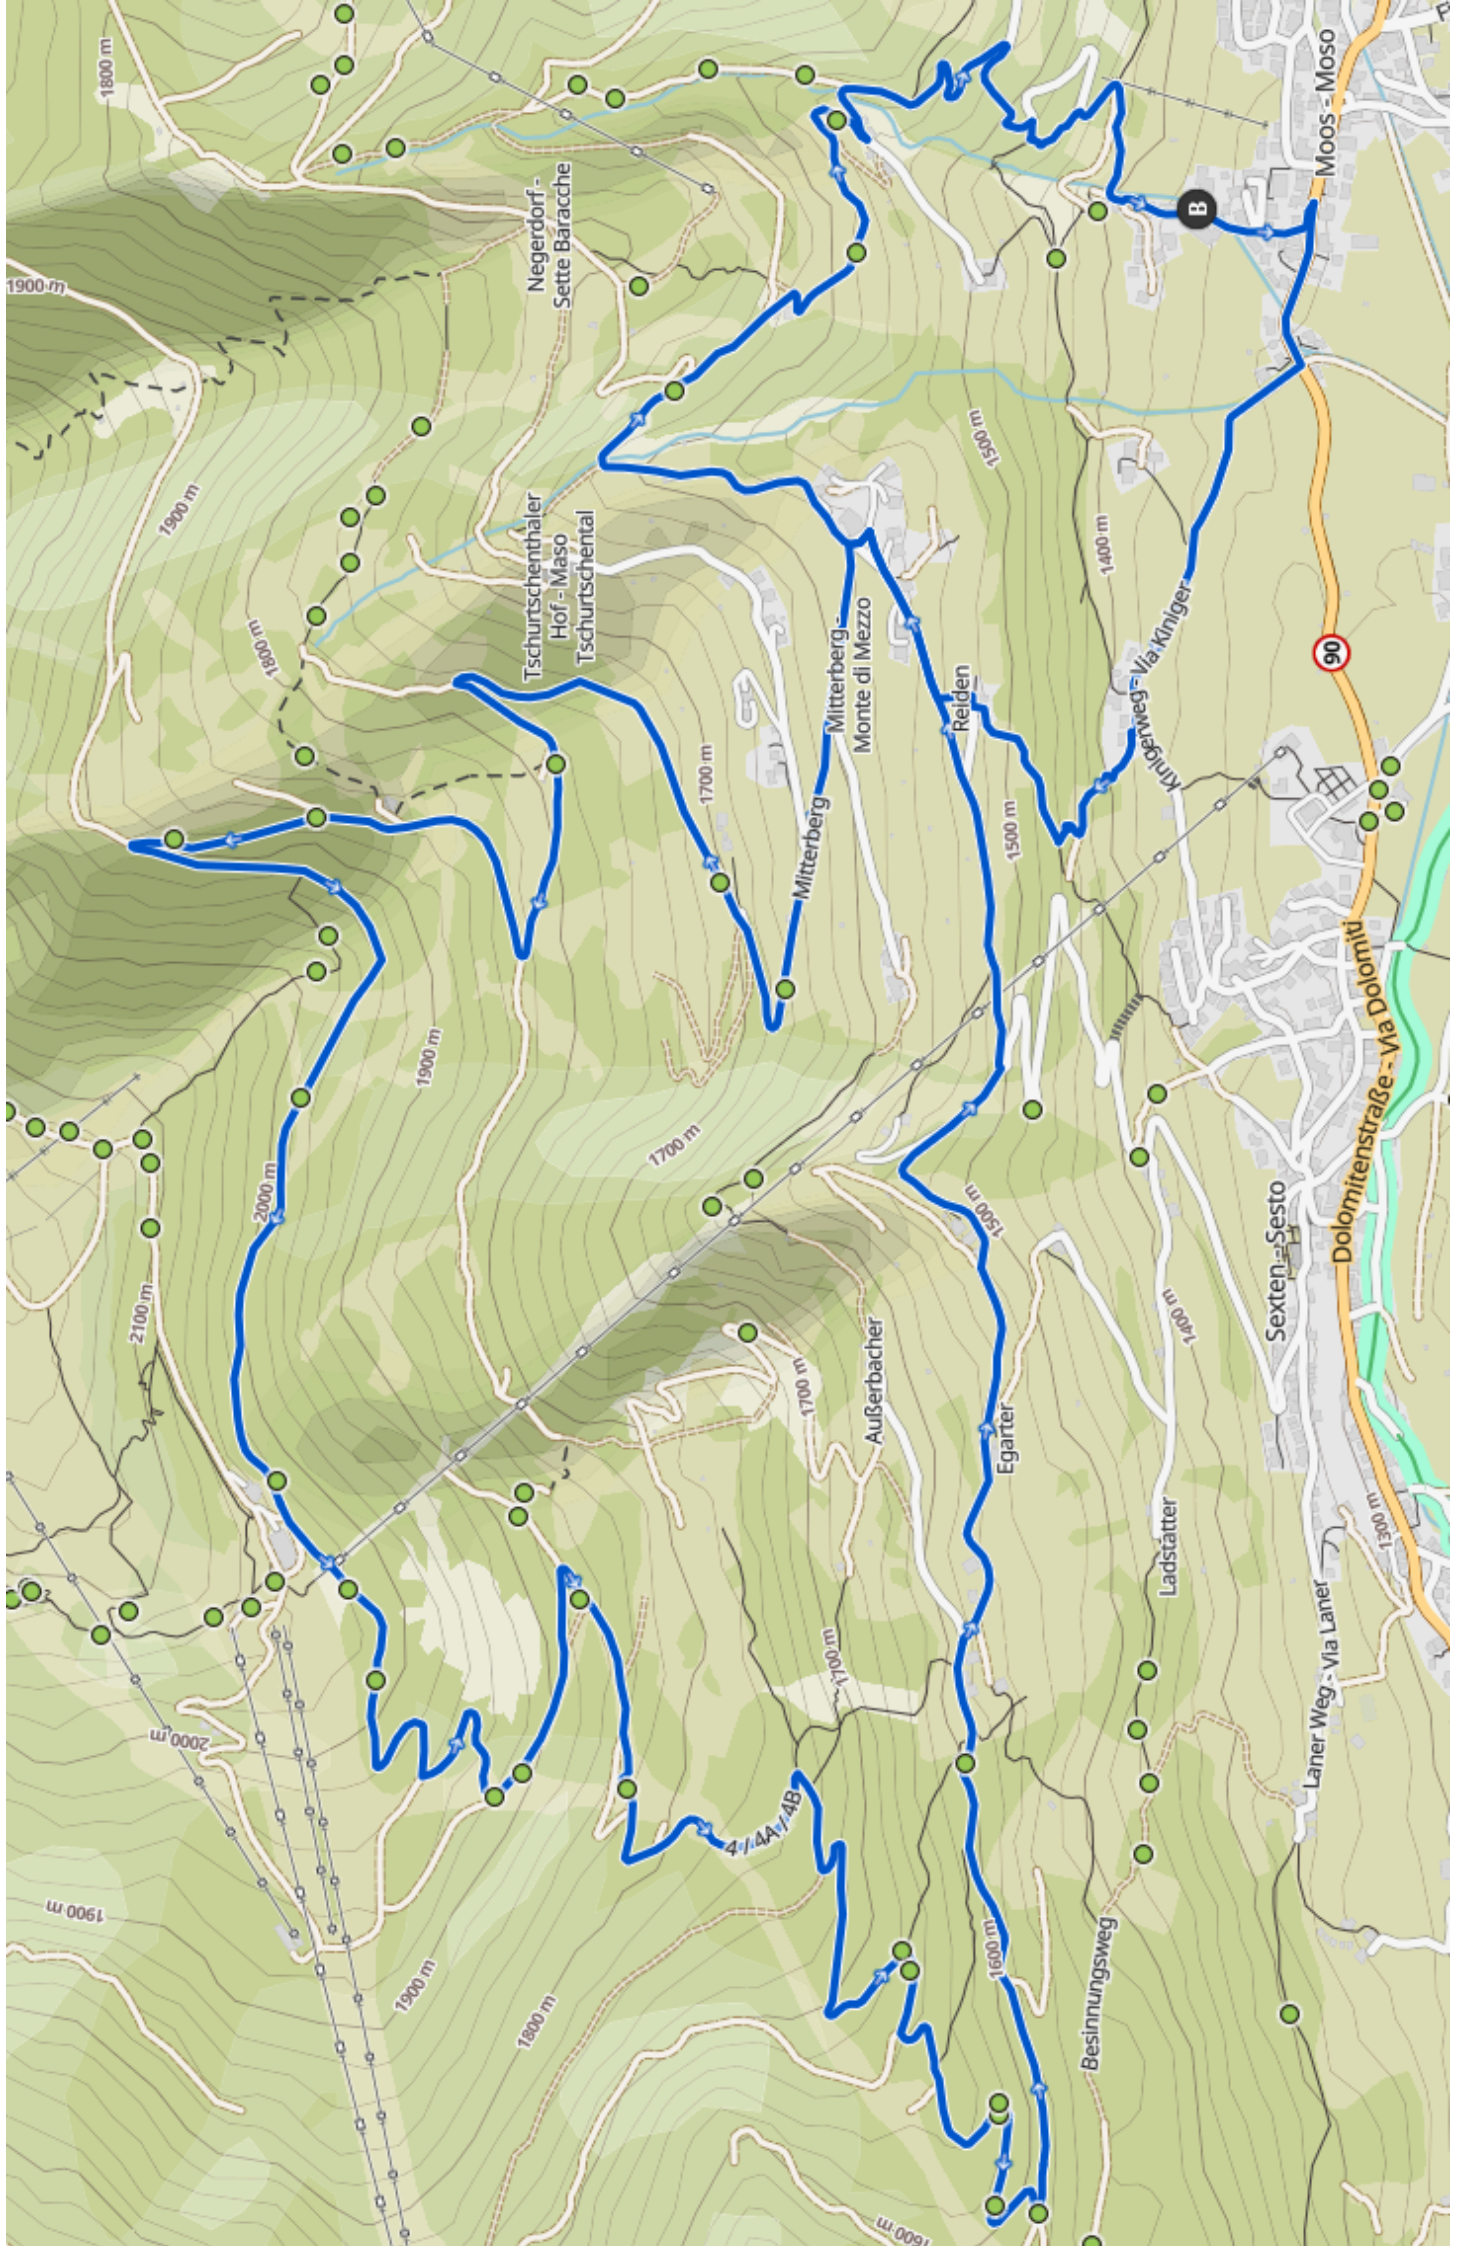 1800 m
1900 m
Negerdorf -
Sette Baracche
1900 m
Moos - Moso
B
Tschurtschenthaler
Hof - Maso
Tschurtschental
1500 m
1400 m
1800 m
1700 m
Mitterberg -
Monte di Mezzo
Mitterberg
Reiden
Kinigerweg - Via Kiniger
90
1500 m
1900 m
1700 m
2000 m
2100 m
1500 m
Dolomitenstraße - Via Dolomiti
Sexten - Sesto
1400 m
1700 m
Außerbacher
Egarter
Ladstätter
1300 m
Laner Weg - Via Laner
1700 m
2000 m
4 / 4A / 4B
1900 m
1900 m
1800 m
1600 m
Besinnungsweg
1600 m